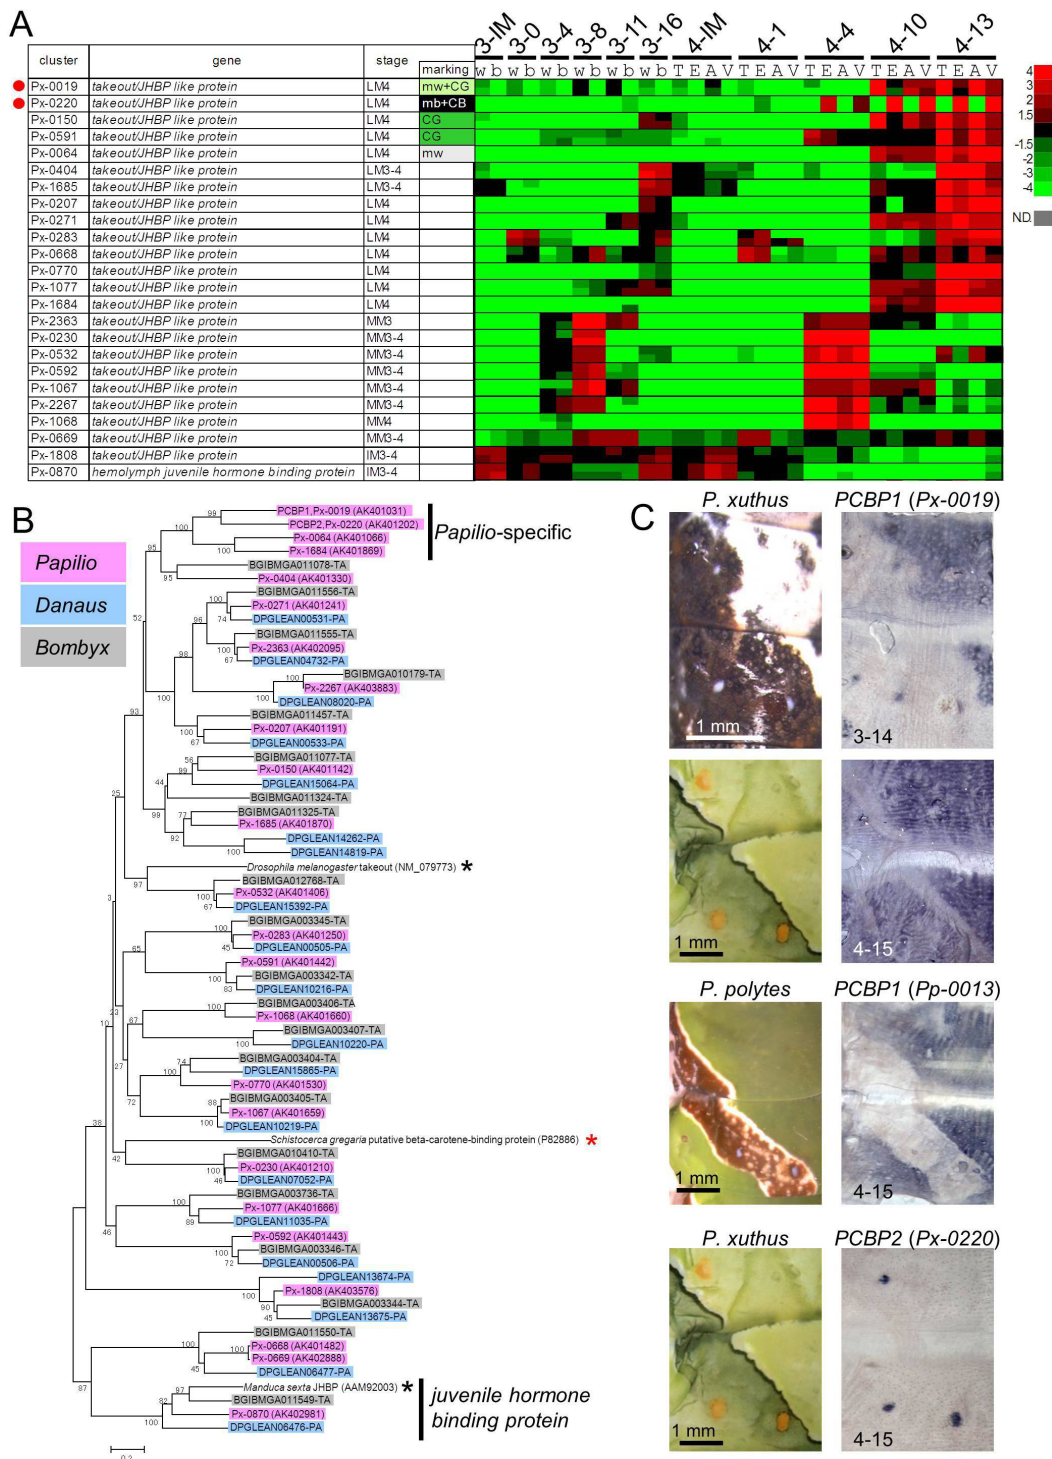 A
3-IM 3-0 3-4 3-8 3-11 3-16 4-IM 4-1 4-4 4-10 4-13
cluster gene stage marking w b w b w b w b w b w b T E A V T E A V T E A V T E A V T E A V
Px-0019 takeout/JHBP like protein LM4 mw+CG
Px-0220 takeout/JHBP like protein LM4 mb+CB
Px-0150 takeout/JHBP like protein LM4 CG
Px-0591 takeout/JHBP like protein LM4 CG
Px-0064 takeout/JHBP like protein LM4 mw
Px-0404 takeout/JHBP like protein LM3-4
Px-1685 takeout/JHBP like protein LM3-4
Px-0207 takeout/JHBP like protein LM4
Px-0271 takeout/JHBP like protein LM4
Px-0283 takeout/JHBP like protein LM4
Px-0668 takeout/JHBP like protein LM4
Px-0770 takeout/JHBP like protein LM4
Px-1077 takeout/JHBP like protein LM4
Px-1684 takeout/JHBP like protein LM4
Px-2363 takeout/JHBP like protein MM3
Px-0230 takeout/JHBP like protein MM3-4
Px-0532 takeout/JHBP like protein MM3-4
Px-0592 takeout/JHBP like protein MM3-4
Px-1067 takeout/JHBP like protein MM3-4
Px-2267 takeout/JHBP like protein MM3-4
Px-1068 takeout/JHBP like protein MM4
Px-0669 takeout/JHBP like protein MM3-4
Px-1808 takeout/JHBP like protein IM3-4
Px-0870 hemolymph juvenile hormone binding protein IM3-4
4
3
2
1.5
-1.5
-2
-3
-4
N.D.
B
Papilio
Danaus
Bombyx
PCBP1,Px-0019 (AK401031)
PCBP2,Px-0220 (AK401202)
Px-0064 (AK401066)
Px-1684 (AK401869)
Papilio-specific
BGIBMGA011078-TA
Px-0404 (AK401330)
BGIBMGA011556-TA
Px-0271 (AK401241)
DPGLEAN00531-PA
BGIBMGA011555-TA
Px-2363 (AK402095)
DPGLEAN04732-PA
BGIBMGA010179-TA
Px-2267 (AK403883)
DPGLEAN08020-PA
BGIBMGA011457-TA
Px-0207 (AK401191)
DPGLEAN00533-PA
BGIBMGA011077-TA
Px-0150 (AK401142)
DPGLEAN15064-PA
BGIBMGA011324-TA
BGIBMGA011325-TA
Px-1685 (AK401870)
DPGLEAN14262-PA
DPGLEAN14819-PA
Drosophila melanogaster takeout (NM_079773) *
BGIBMGA012768-TA
Px-0532 (AK401406)
DPGLEAN15392-PA
BGIBMGA003345-TA
Px-0283 (AK401250)
DPGLEAN00505-PA
Px-0591 (AK401442)
BGIBMGA003342-TA
DPGLEAN10216-PA
BGIBMGA003406-TA
Px-1068 (AK401660)
BGIBMGA003407-TA
DPGLEAN10220-PA
BGIBMGA003404-TA
DPGLEAN15865-PA
Px-0770 (AK401530)
BGIBMGA003405-TA
Px-1067 (AK401659)
DPGLEAN10219-PA
Schistocerca gregaria putative beta-carotene-binding protein (P82886) *
BGIBMGA010410-TA
Px-0230 (AK401210)
DPGLEAN07052-PA
BGIBMGA003736-TA
Px-1077 (AK401666)
DPGLEAN11035-PA
Px-0592 (AK401443)
BGIBMGA003346-TA
DPGLEAN00506-PA
DPGLEAN13674-PA
Px-1808 (AK403576)
BGIBMGA003344-TA
DPGLEAN13675-PA
BGIBMGA011550-TA
Px-0668 (AK401482)
Px-0669 (AK402888)
DPGLEAN06477-PA
Manduca sexta JHBP (AAM92003) *
BGIBMGA011549-TA
Px-0870 (AK402981)
DPGLEAN06476-PA
juvenile hormone
binding protein
0.2
C
P. xuthus PCBP1 (Px-0019)
1 mm 3-14
1 mm 4-15
P. polytes PCBP1 (Pp-0013)
1 mm 4-15
P. xuthus PCBP2 (Px-0220)
1 mm 4-15